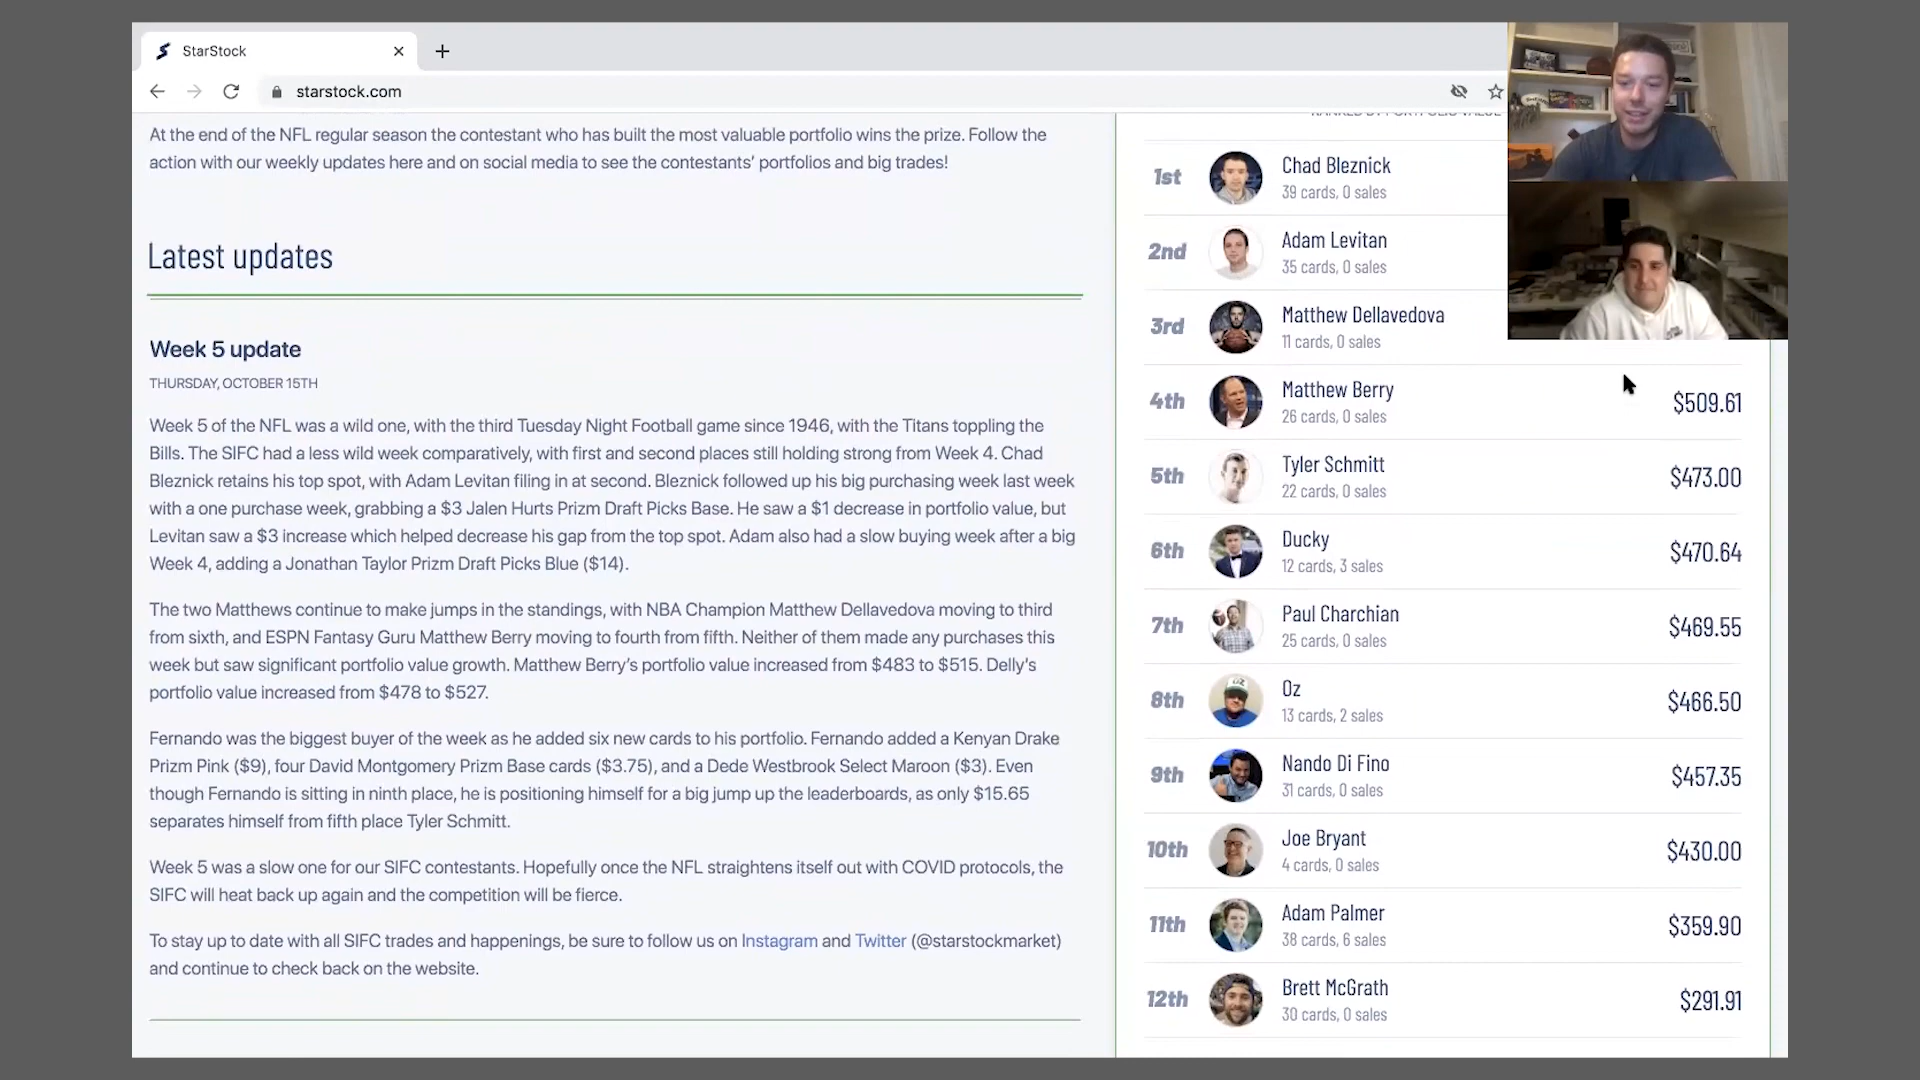 StarStock
starstock.com
At the end of the NFL regular season the contestant who has built the most valuable portfolio wins the prize. Follow the
action with our weekly updates here and on social media to see the contestants' portfolios and big trades!
Latest updates
Week 5 update
THURSDAY, OCTOBER 15TH
Week 5 of the NFL was a wild one, with the third Tuesday Night Football game since 1946, with the Titans toppling the
Bills. The SIFC had a less wild week comparatively, with first and second places still holding strong from Week 4. Chad
Bleznick retains his top spot, with Adam Levitan filing in at second. Bleznick followed up his big purchasing week last week
with a one purchase week, grabbing a $3 Jalen Hurts Prizm Draft Picks Base. He saw a $1 decrease in portfolio value, but
Levitan saw a $3 increase which helped decrease his gap from the top spot. Adam also had a slow buying week after a big
Week 4, adding a Jonathan Taylor Prizm Draft Picks Blue ($14).
The two Matthews continue to make jumps in the standings, with NBA Champion Matthew Dellavedova moving to third
from sixth, and ESPN Fantasy Guru Matthew Berry moving to fourth from fifth. Neither of them made any purchases this
week but saw significant portfolio value growth. Matthew Berry's portfolio value increased from $483 to $515. Delly's
portfolio value increased from $478 to $527.
Fernando was the biggest buyer of the week as he added six new cards to his portfolio. Fernando added a Kenyan Drake
Prizm Pink ($9), four David Montgomery Prizm Base cards ($3.75), and a Dede Westbrook Select Maroon ($3). Even
though Fernando is sitting in ninth place, he is positioning himself for a big jump up the leaderboards, as only $15.65
separates himself from fifth place Tyler Schmitt.
Week 5 was a slow one for our SIFC contestants. Hopefully once the NFL straightens itself out with COVID protocols, the
SIFC will heat back up again and the competition will be fierce.
To stay up to date with all SIFC trades and happenings, be sure to follow us on Instagram and Twitter (@starstockmarket)
and continue to check back on the website.
RANKED BY PORTFOLIO VALUE
1st Chad Bleznick
39 cards, 0 sales
2nd Adam Levitan
35 cards, 0 sales
3rd Matthew Dellavedova
11 cards, 0 sales
4th Matthew Berry $509.61
26 cards, 0 sales
5th Tyler Schmitt $473.00
22 cards, 0 sales
6th Ducky $470.64
12 cards, 3 sales
7th Paul Charchian $469.55
25 cards, 0 sales
8th Oz $466.50
13 cards, 2 sales
9th Nando Di Fino $457.35
31 cards, 0 sales
10th Joe Bryant $430.00
4 cards, 0 sales
11th Adam Palmer $359.90
38 cards, 6 sales
12th Brett McGrath $291.91
30 cards, 0 sales